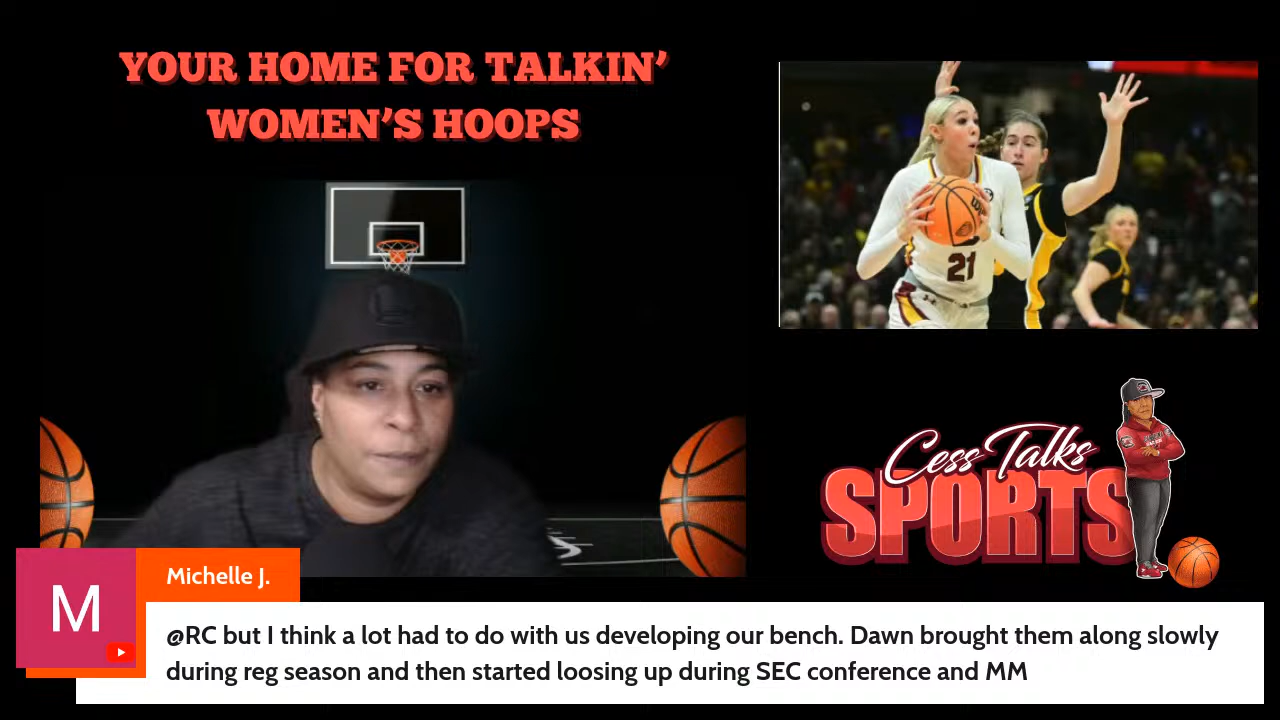 YOUR HOME FOR TALKIN'
WOMEN'S HOOPS
21
Cess Talks
SPORTS
M
Michelle J.
@RC but I think a lot had to do with us developing our bench. Dawn brought them along slowly
during reg season and then started loosing up during SEC conference and MM